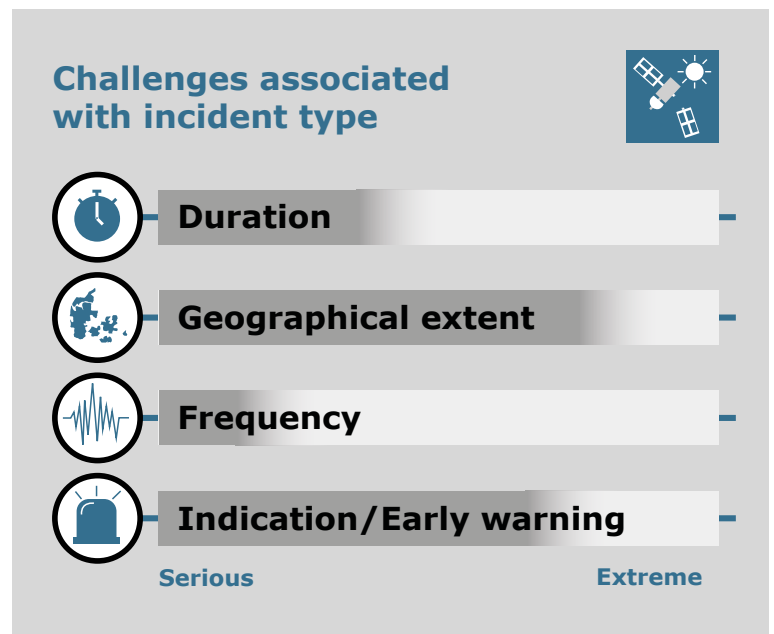 Challenges associated
with incident type
Duration
Geographical extent
Frequency
Indication/Early warning
Serious
Extreme